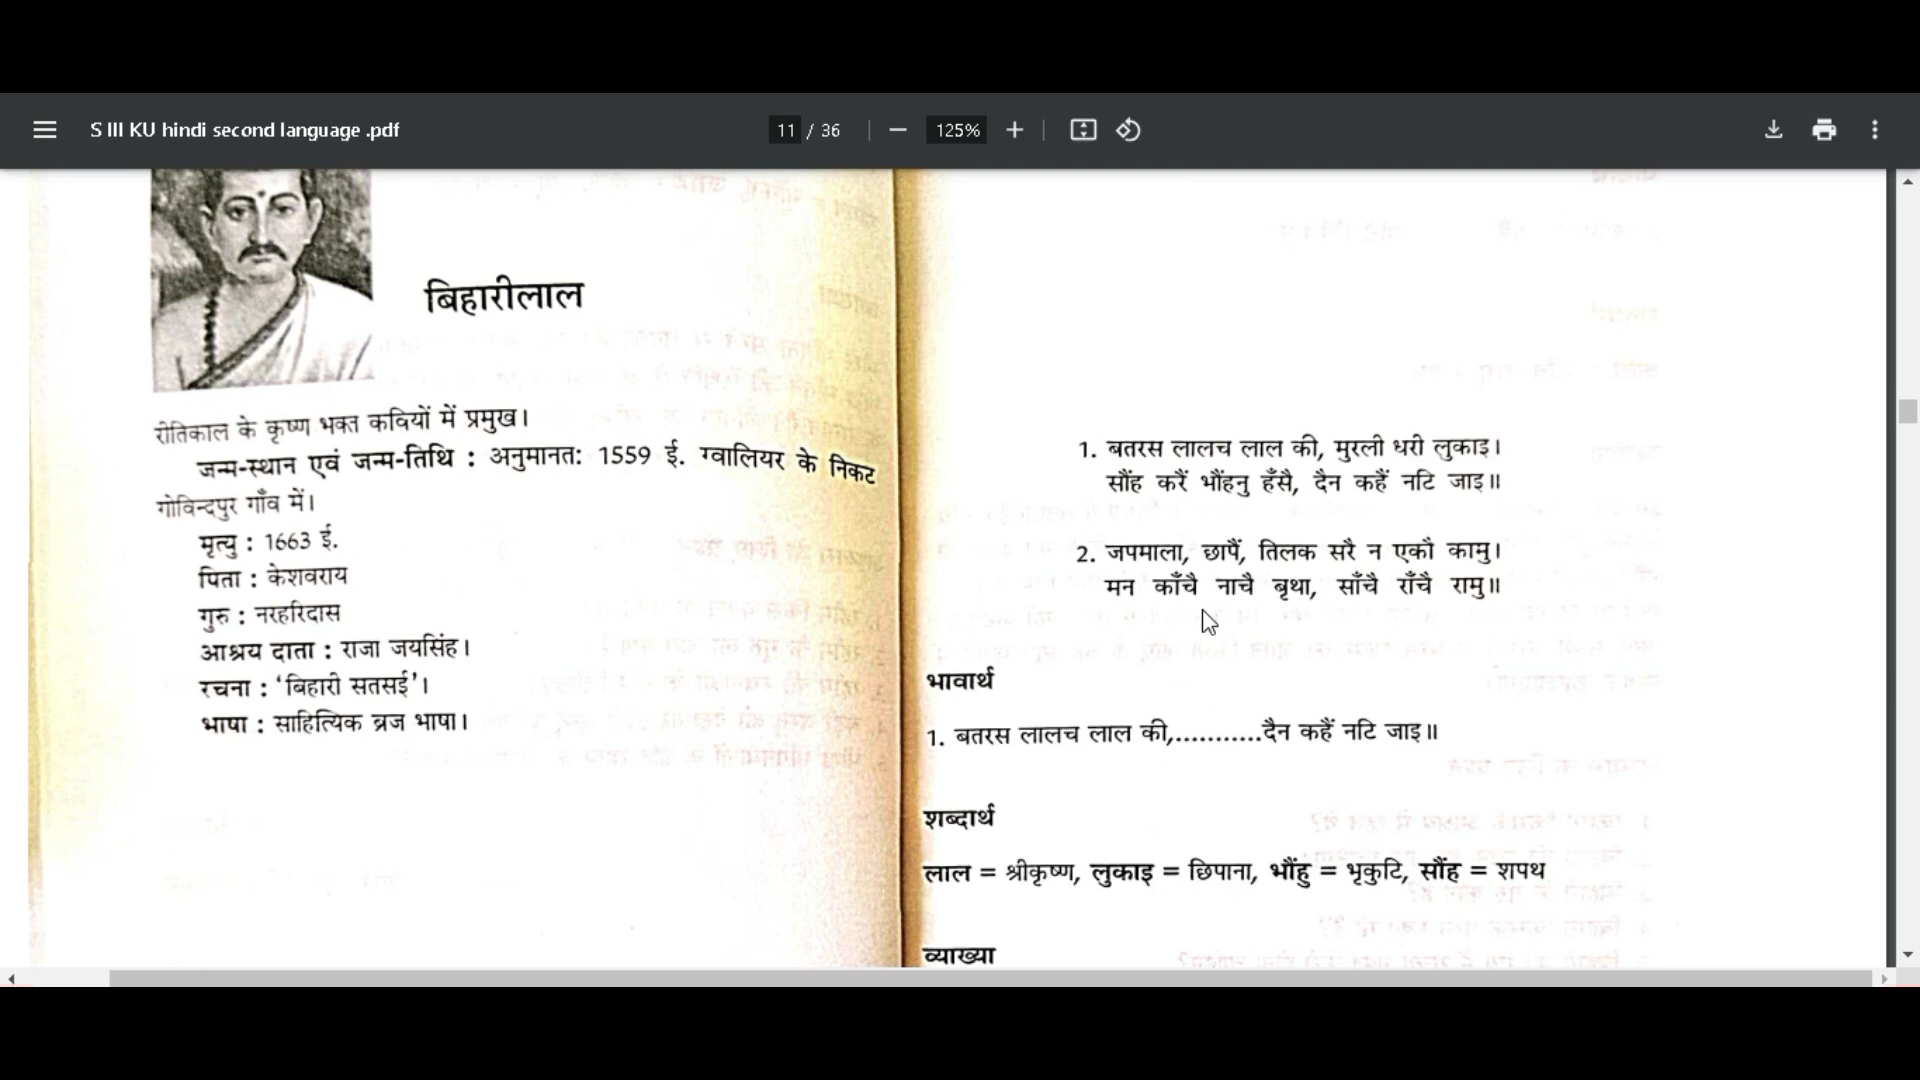 S III KU hindi second language .pdf
11 / 36
125%
बिहारीलाल
रीतिकाल के कृष्ण भक्त कवियों में प्रमुख।
जन्म-स्थान एवं जन्म-तिथि : अनुमानत: 1559 ई. ग्वालियर के निकट
गोविन्दपुर गाँव में।
मृत्यु : 1663 ई.
पिता : केशवराय
गुरु : नरहरिदास
आश्रय दाता : राजा जयसिंह।
रचना : ‘बिहारी सतसई’।
भाषा : साहित्यिक ब्रज भाषा।
1. बतरस लालच लाल की, मुरली धरी लुकाइ।
सौंह करैं भौंहनु हँसै, दैन कहैं नटि जाइ॥
2. जपमाला, छापैं, तिलक सरै न एकौ कामु।
मन काँचै नाचै बृथा, साँचै राँचै रामु॥
भावार्थ
1. बतरस लालच लाल की,...........दैन कहैं नटि जाइ॥
शब्दार्थ
लाल = श्रीकृष्ण, लुकाइ = छिपाना, भौंहु = भृकुटि, सौंह = शपथ
व्याख्या